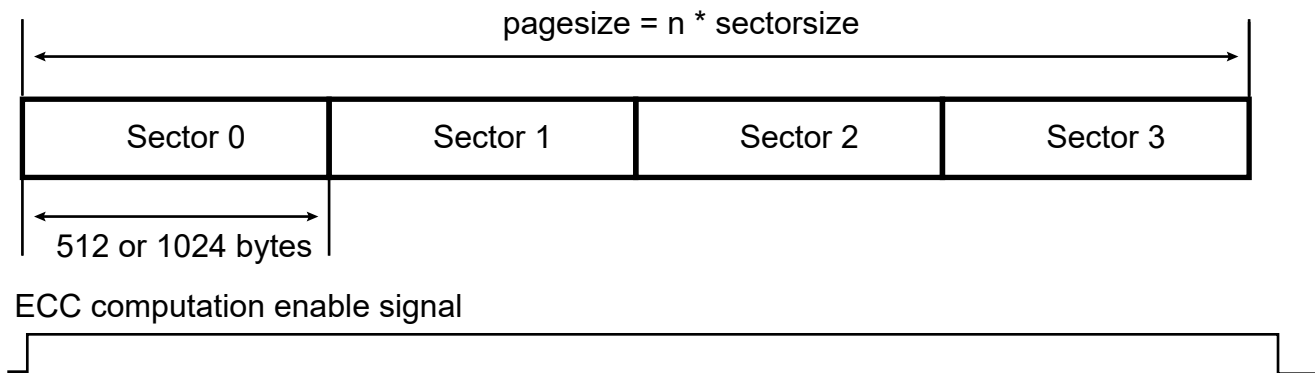 pagesize = n * sectorsize
Sector 0 Sector 1 Sector 2 Sector 3
512 or 1024 bytes
ECC computation enable signal